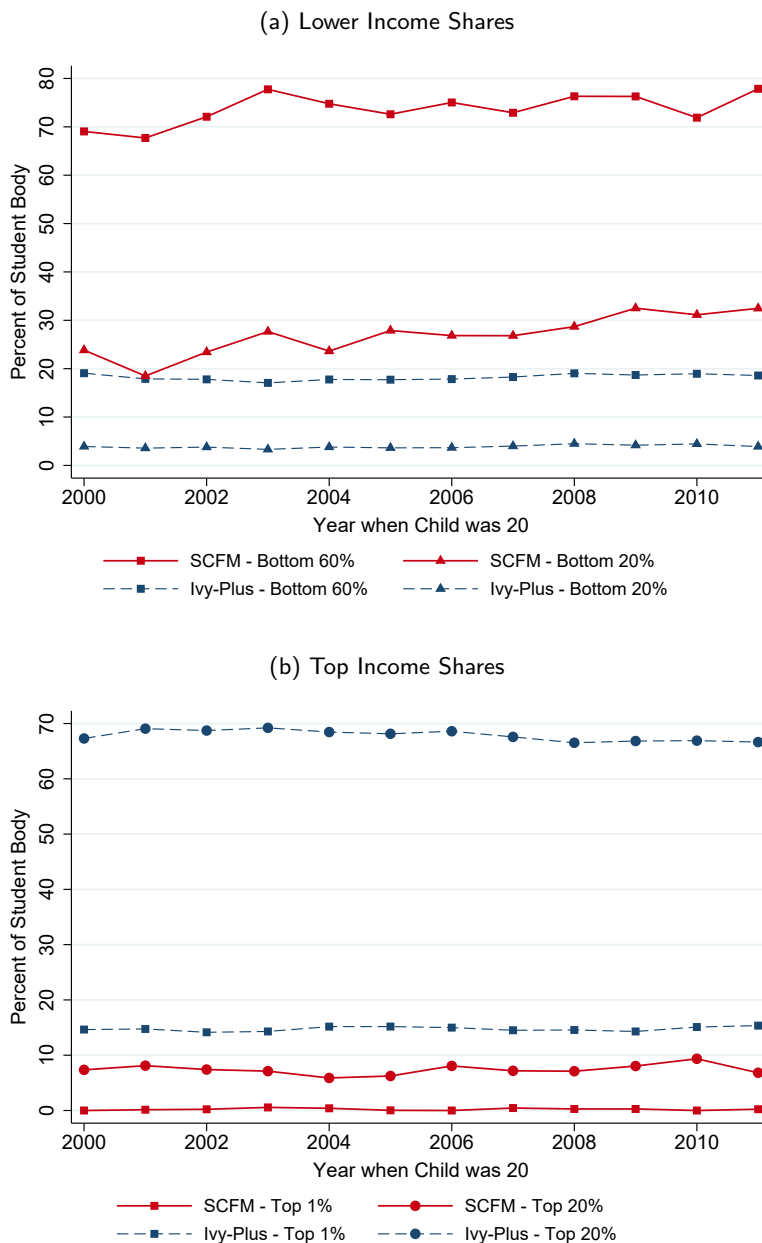 (a) Lower Income Shares
80
70
60
50
40
30
20
10
0
Percent of Student Body
2000 2002 2004 2006 2008 2010
Year when Child was 20
SCFM - Bottom 60% SCFM - Bottom 20%
Ivy-Plus - Bottom 60% Ivy-Plus - Bottom 20%
(b) Top Income Shares
70
60
50
40
30
20
10
0
Percent of Student Body
2000 2002 2004 2006 2008 2010
Year when Child was 20
SCFM - Top 1% SCFM - Top 20%
Ivy-Plus - Top 1% Ivy-Plus - Top 20%